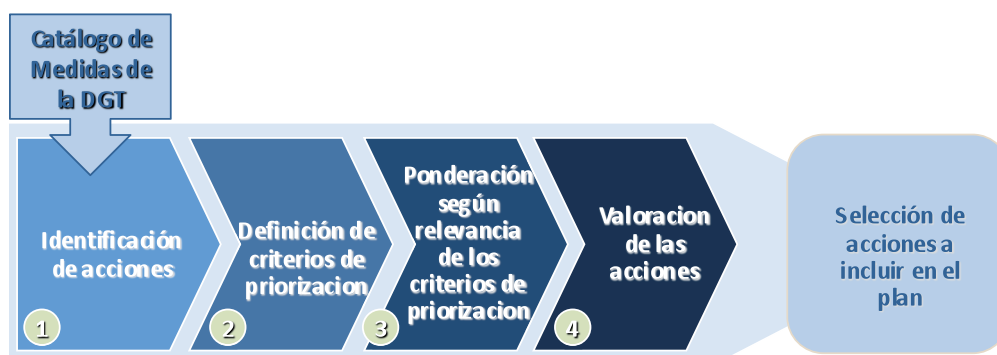 Catálogo de
Medidas de
la DGT
Identificación
de acciones
1
Definición de
criterios de
priorizacion
2
Ponderación
según
relevancia
de los
criterios de
priorizacion
3
Valoracion
de las
acciones
4
Selección de
acciones a
incluir en el
plan